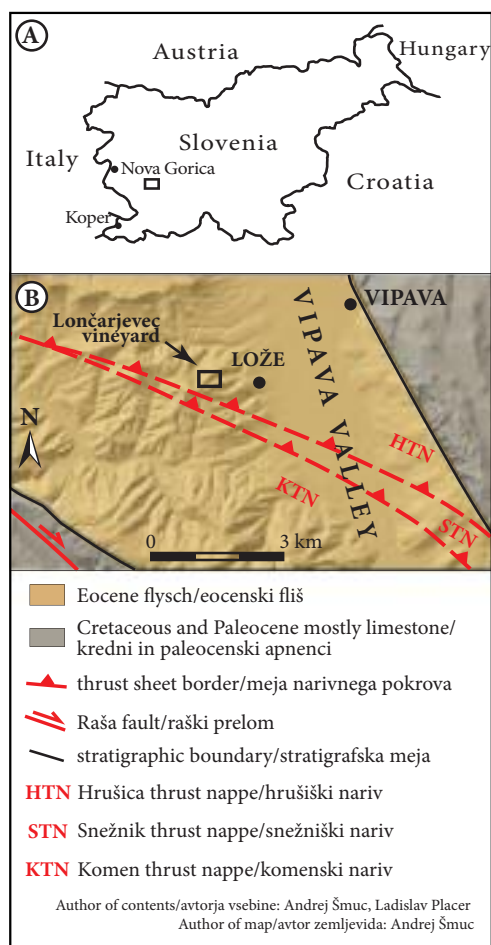 A
Austria
Hungary
Slovenia
Italy
Nova Gorica
Croatia
Koper
B
VIPAVA
Lončarjevec
vineyard
LOŽE
VIPAVA VALLEY
N
HTN
KTN
STN
0 3 km
Eocene flysch/eocenski fliš
Cretaceous and Paleocene mostly limestone/
kredni in paleocenski apnenci
thrust sheet border/meja narivnega pokrova
Raša fault/raški prelom
stratigraphic boundary/stratigrafska meja
HTN Hrušica thrust nappe/hrušiški nariv
STN Snežnik thrust nappe/snežniški nariv
KTN Komen thrust nappe/komenski nariv
Author of contents/avtorja vsebine: Andrej Šmuc, Ladislav Placer
Author of map/avtor zemljevida: Andrej Šmuc